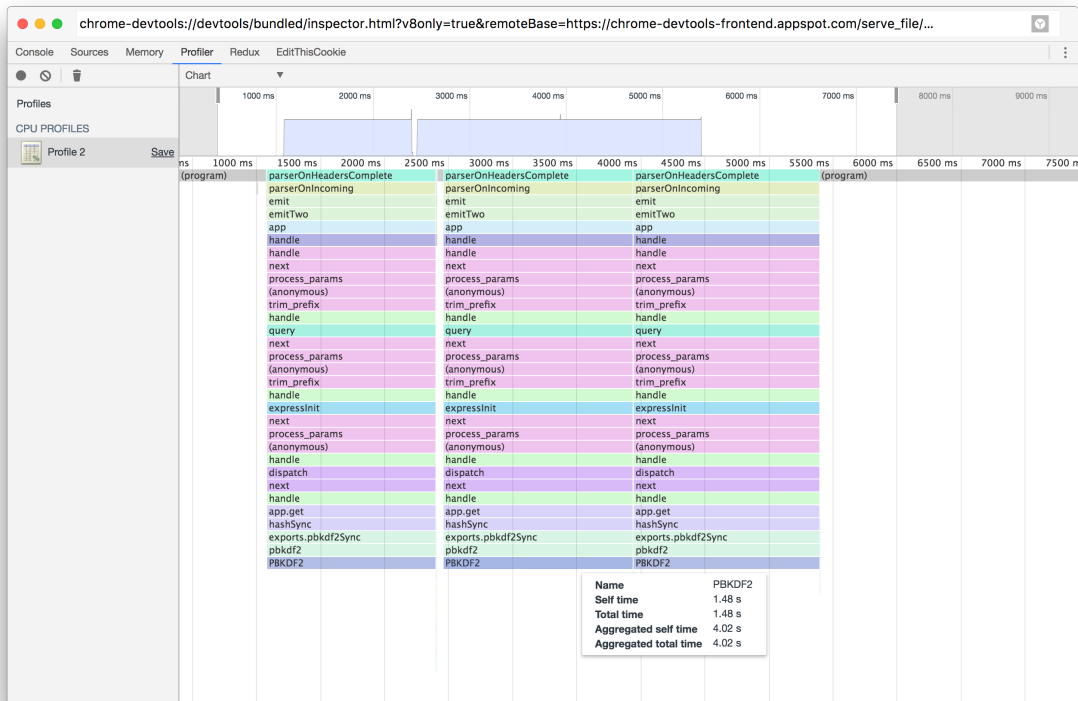 chrome-devtools://devtools/bundled/inspector.html?v8only=true&remoteBase=https://chrome-devtools-frontend.appspot.com/serve_file/...
Console Sources Memory Profiler Redux EditThisCookie
Chart ▼
Profiles
CPU PROFILES
Profile 2 Save
1000 ms 2000 ms 3000 ms 4000 ms 5000 ms 6000 ms 7000 ms 8000 ms 9000 ms
ns 1000 ms 1500 ms 2000 ms 2500 ms 3000 ms 3500 ms 4000 ms 4500 ms 5000 ms 5500 ms 6000 ms 6500 ms 7000 ms 7500 m
(program) parserOnHeadersComplete parserOnHeadersComplete parserOnHeadersComplete (program)
parserOnIncoming parserOnIncoming parserOnIncoming
emit emit emit
emitTwo emitTwo emitTwo
app app app
handle handle handle
handle handle handle
next next next
process_params process_params process_params
(anonymous) (anonymous) (anonymous)
trim_prefix trim_prefix trim_prefix
handle handle handle
query query query
next next next
process_params process_params process_params
(anonymous) (anonymous) (anonymous)
trim_prefix trim_prefix trim_prefix
handle handle handle
expressInit expressInit expressInit
next next next
process_params process_params process_params
(anonymous) (anonymous) (anonymous)
handle handle handle
dispatch dispatch dispatch
next next next
handle handle handle
app.get app.get app.get
hashSync hashSync hashSync
exports.pbkdf2Sync exports.pbkdf2Sync exports.pbkdf2Sync
pbkdf2 pbkdf2 pbkdf2
PBKDF2 PBKDF2 PBKDF2
Name PBKDF2
Self time 1.48 s
Total time 1.48 s
Aggregated self time 4.02 s
Aggregated total time 4.02 s